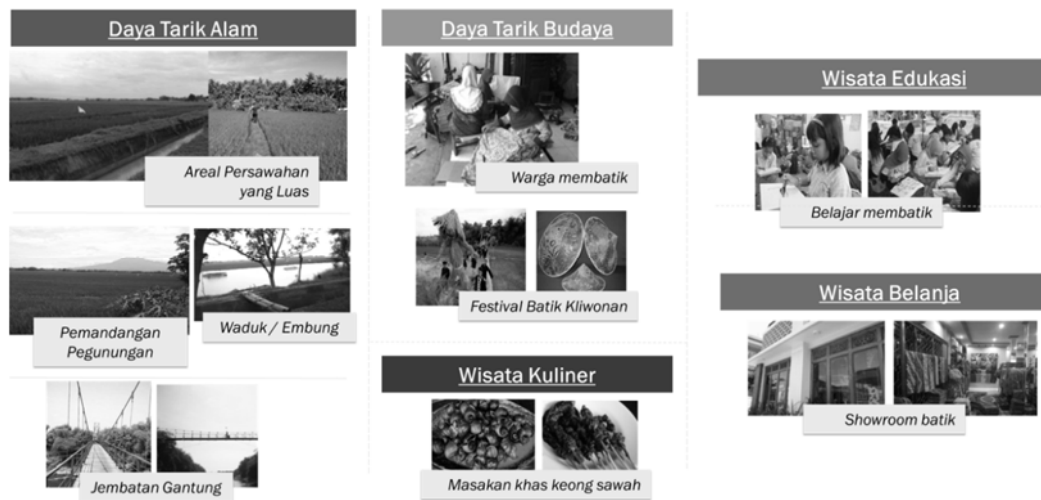 Daya Tarik Alam
Areal Persawahan
yang Luas
Pemandangan
Pegunungan
Waduk / Embung
Jembatan Gantung
Daya Tarik Budaya
Warga membatik
Festival Batik Kliwonan
Wisata Kuliner
Masakan khas keong sawah
Wisata Edukasi
Belajar membatik
Wisata Belanja
Showroom batik